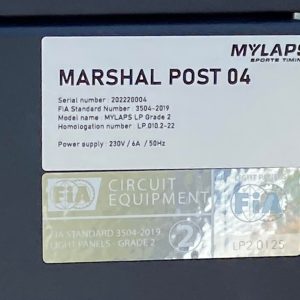 MYLAPS
SPORTS TIMING
MARSHAL POST 04
Serial number : 202220004
FIA Standard Number : 3504-2019
Model name : MYLAPS LP Grade 2
Homologation number : LP.010.2-22
Power supply : 230V / 6A / 50Hz
FIA CIRCUIT EQUIPMENT
LIGHT PANEL
FIA
FIA STANDARD 3504-2019
LIGHT PANELS - GRADE 2
2
LP2 0125